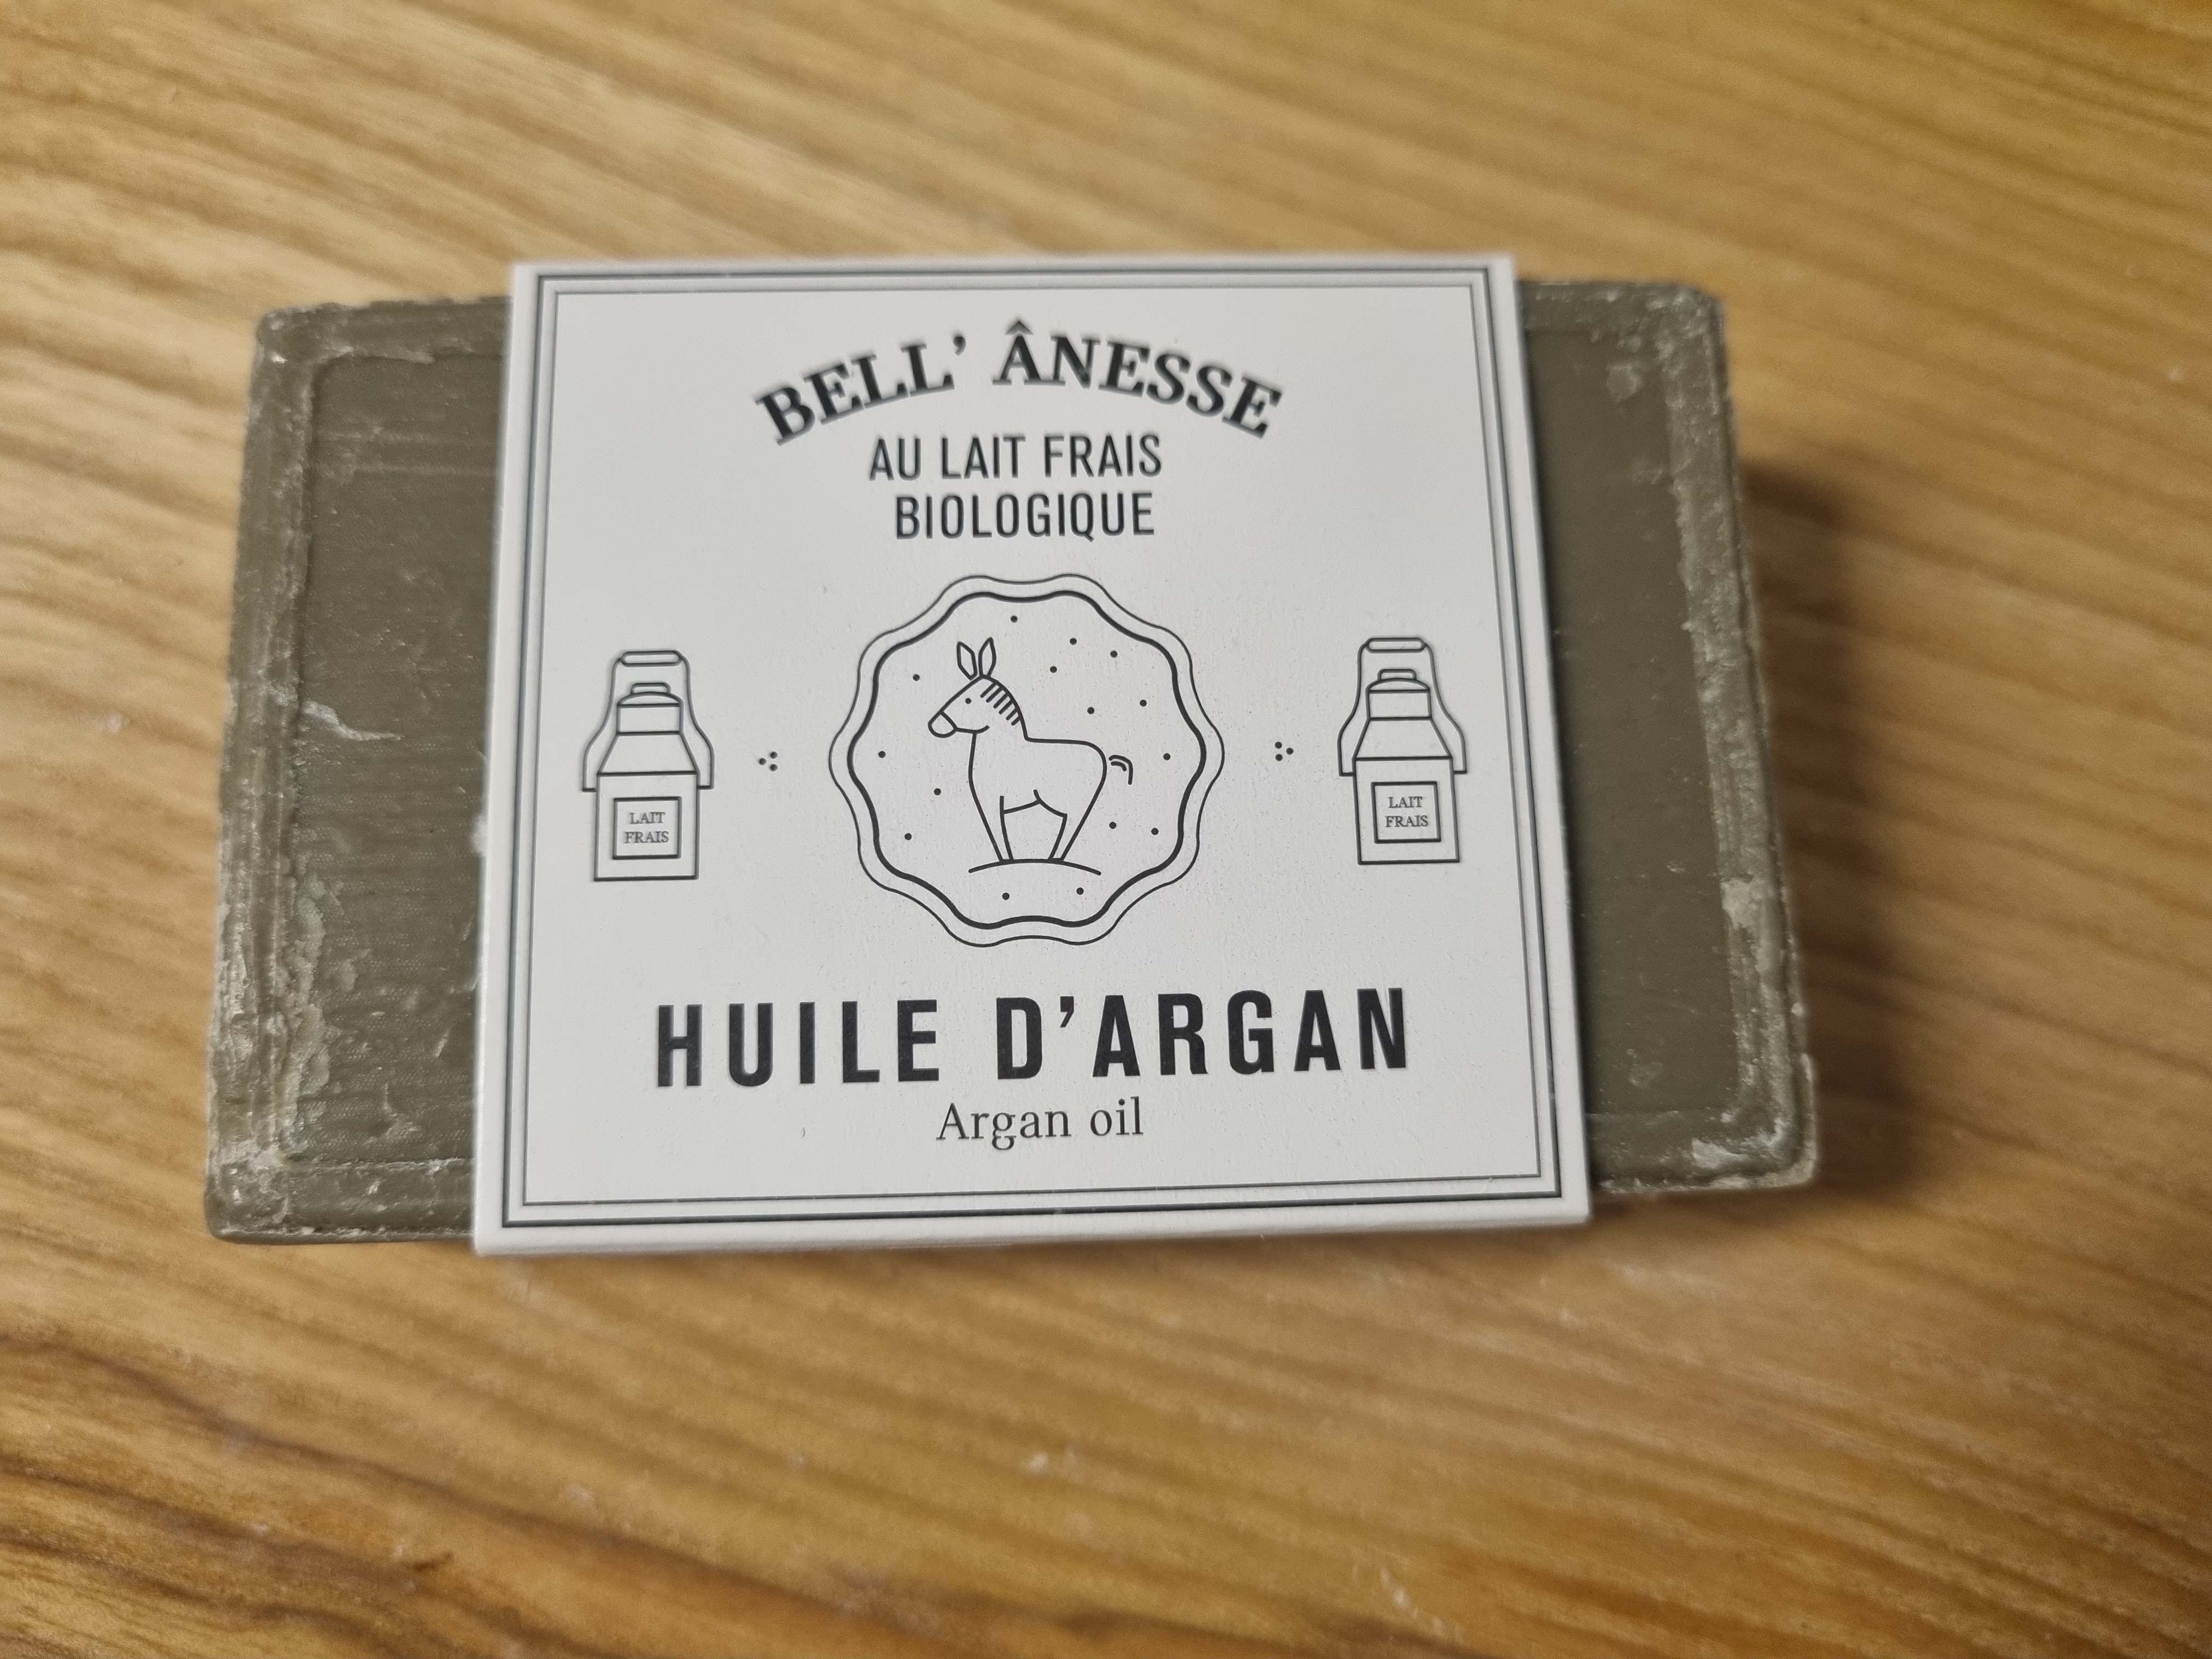 BELL' ÂNESSE
AU LAIT FRAIS
BIOLOGIQUE
LAIT
FRAIS
LAIT
FRAIS
HUILE D'ARGAN
Argan oil